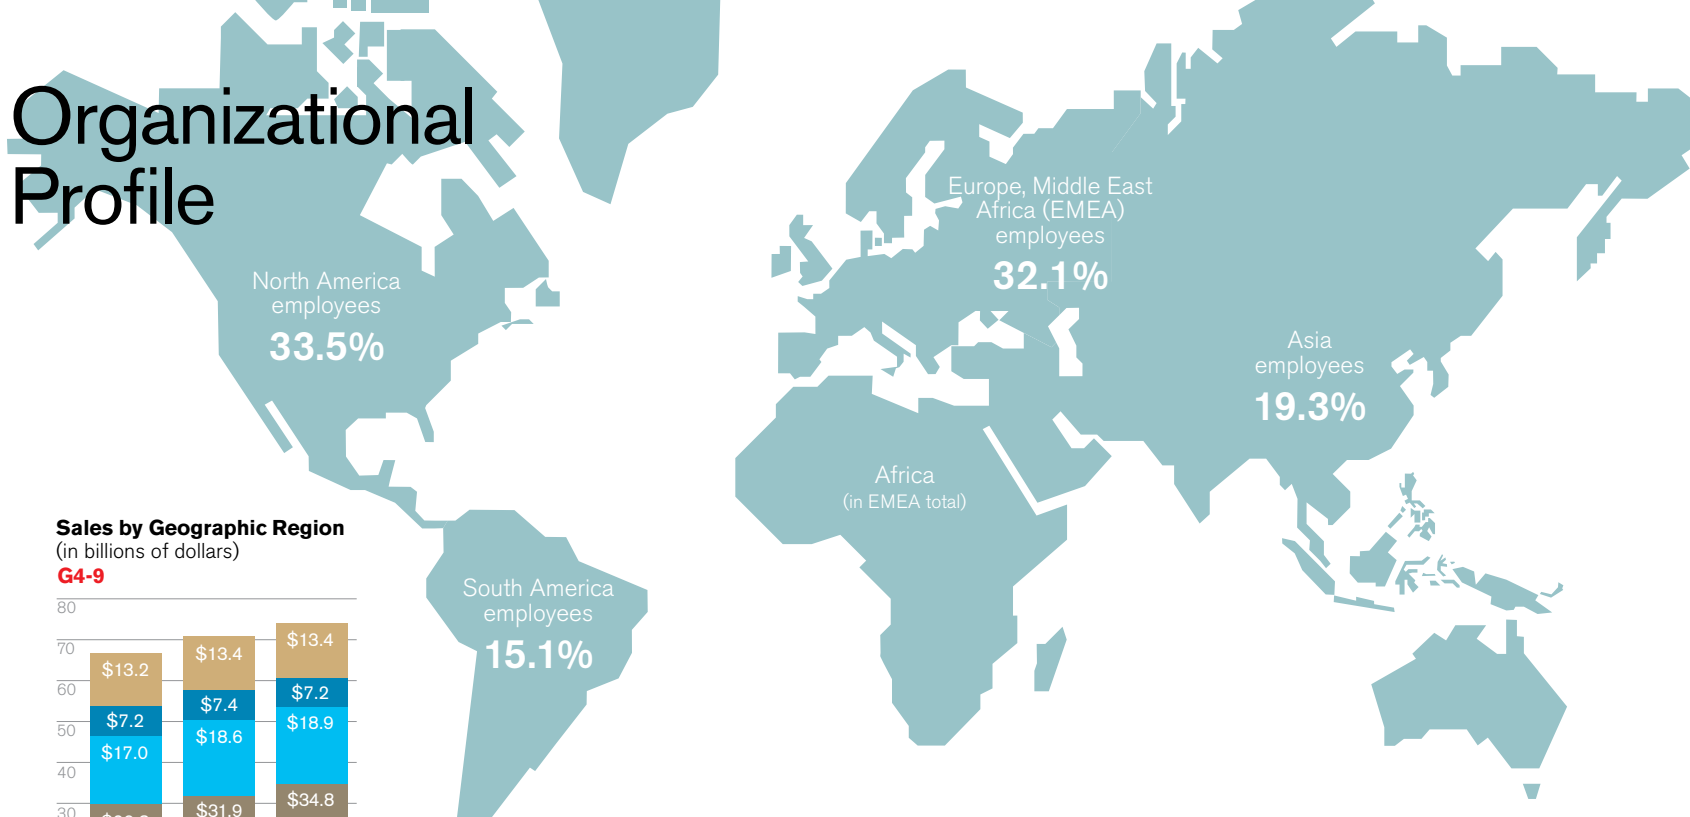 Organizational
Profile
Europe, Middle East
Africa (EMEA)
employees
32.1%
North America
employees
33.5%
Asia
employees
19.3%
Africa
(in EMEA total)
South America
employees
15.1%
Sales by Geographic Region
(in billions of dollars)
G4-9
80
70
60
50
40
30
$13.2
$7.2
$17.0
$13.4
$7.4
$18.6
$31.9
$13.4
$7.2
$18.9
$34.8